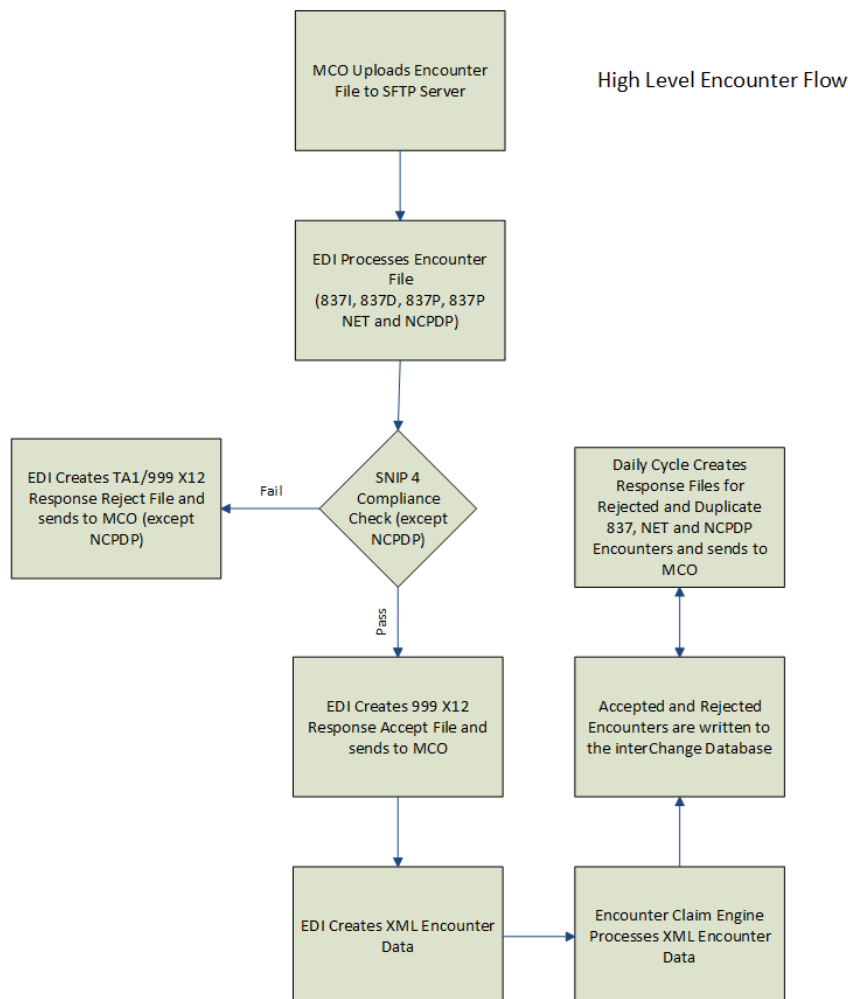 High Level Encounter Flow
MCO Uploads Encounter
File to SFTP Server
EDI Processes Encounter
File
(837I, 837D, 837P, 837P
NET and NCPDP)
SNIP 4
Compliance
Check (except
NCPDP)
Fail
EDI Creates TA1/999 X12
Response Reject File and
sends to MCO (except
NCPDP)
Pass
EDI Creates 999 X12
Response Accept File and
sends to MCO
EDI Creates XML Encounter
Data
Encounter Claim Engine
Processes XML Encounter
Data
Accepted and Rejected
Encounters are written to
the interChange Database
Daily Cycle Creates
Response Files for
Rejected and Duplicate
837, NET and NCPDP
Encounters and sends to
MCO